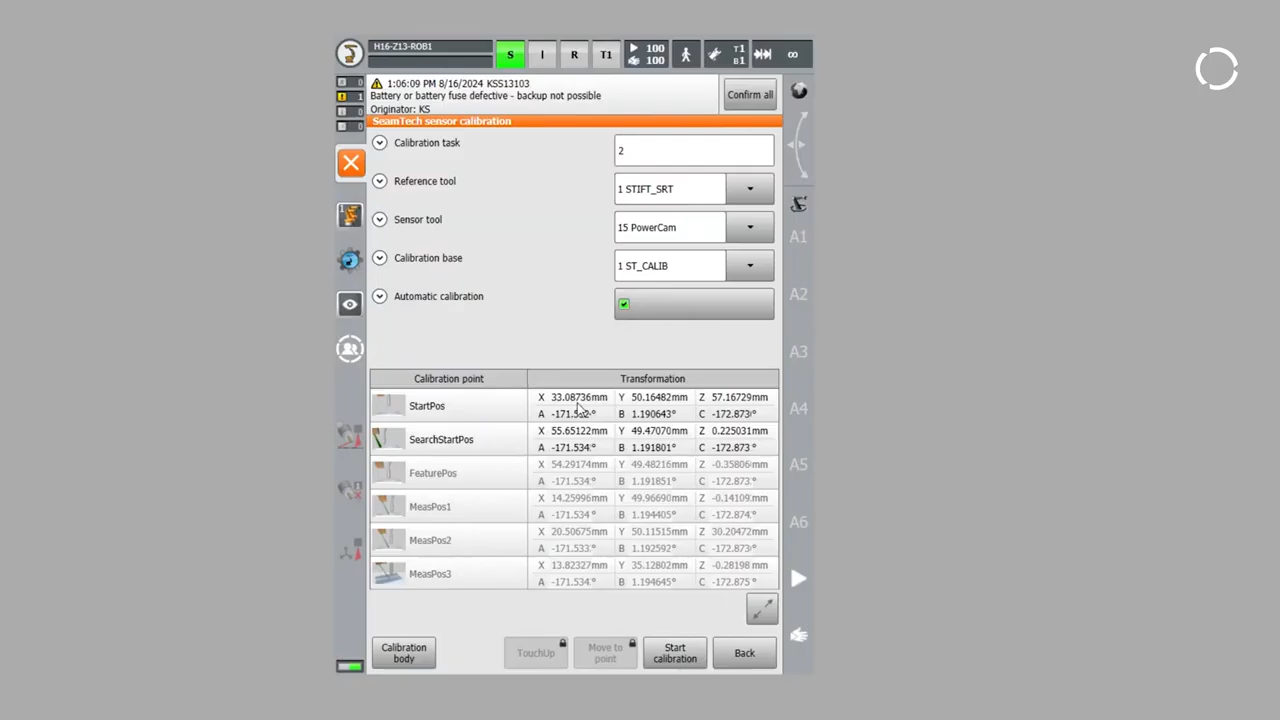 H16-Z13-ROB1
S I R T1 100 100 T1 B1 ∞
0 1 0 0
1:06:09 PM 8/16/2024 KSS13103
Battery or battery fuse defective - backup not possible
Originator: KS
Confirm all
SeamTech sensor calibration
Calibration task 2
Reference tool 1 STIFT_SRT
Sensor tool 15 PowerCam
Calibration base 1 ST_CALIB
Automatic calibration
Calibration point Transformation
StartPos X 33.08736mm Y 50.16482mm Z 57.16729mm
A B 1.190643° C -172.873°
SearchStartPos X 55.65122mm Y 49.47070mm Z 0.225031mm
A -171.534° B 1.191801° C -172.873°
FeaturePos X 54.29174mm Y 49.48216mm Z -0.35806mm
A -171.534° B 1.191851° C -172.873°
MeasPos1 X 14.25996mm Y 49.96690mm Z -0.14109mm
A -171.534° B 1.194405° C -172.874°
MeasPos2 X 20.50675mm Y 50.11515mm Z 30.20472mm
A -171.533° B 1.192592° C -172.873°
MeasPos3 X 13.82327mm Y 35.12802mm Z -0.28198mm
A -171.534° B 1.194645° C -172.875°
Calibration body
TouchUp
Move to point
Start calibration
Back
A1
A2
A3
A4
A5
A6